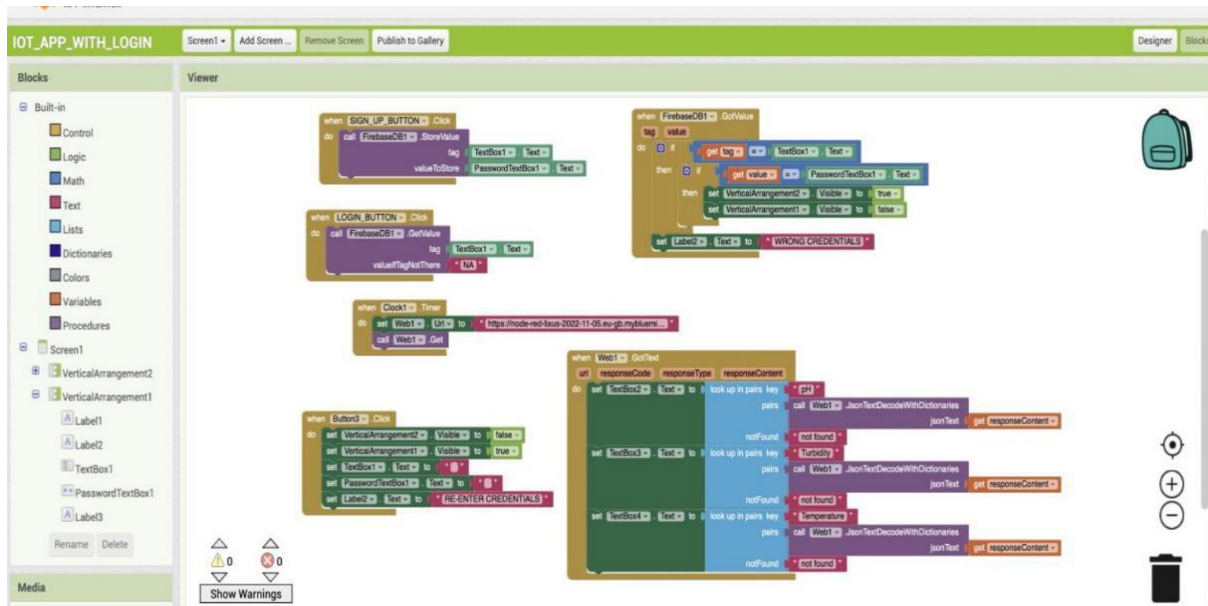 IOT_APP_WITH_LOGIN
Screen1
Add Screen ...
Remove Screen
Publish to Gallery
Designer
Blocks
Viewer
Built-in
Control
Logic
Math
Text
Lists
Dictionaries
Colors
Variables
Procedures
Screen1
VerticalArrangement2
VerticalArrangement1
Label1
Label2
TextBox1
PasswordTextBox1
Label3
Rename Delete
Media
when SIGN_UP_BUTTON .Click
do call FirebaseDB1 .StoreValue
tag TextBox1 . Text
valueToStore PasswordTextBox1 . Text
when LOGIN_BUTTON .Click
do call FirebaseDB1 .GetValue
tag TextBox1 . Text
valueIfTagNotThere " NA "
when Clock1 .Timer
do set Web1 . Url to " https://node-red-lixus-2022-11-05.eu-gb.mybluemi... "
call Web1 .Get
when Button3 .Click
do set VerticalArrangement2 . Visible to false
set VerticalArrangement1 . Visible to true
set TextBox1 . Text to " "
set PasswordTextBox1 . Text to " "
set Label2 . Text to " RE-ENTER CREDENTIALS "
when FirebaseDB1 .GotValue
tag value
do if get tag = TextBox1 . Text
then if get value = PasswordTextBox1 . Text
then set VerticalArrangement2 . Visible to true
set VerticalArrangement1 . Visible to false
set Label2 . Text to " WRONG CREDENTIALS "
when Web1 .GotText
url responseCode responseType responseContent
do set TextBox2 . Text to look up in pairs key " pH "
pairs call Web1 .JsonTextDecodeWithDictionaries
jsonText get responseContent
notFound " not found "
set TextBox3 . Text to look up in pairs key " Turbidity "
pairs call Web1 .JsonTextDecodeWithDictionaries
jsonText get responseContent
notFound " not found "
set TextBox4 . Text to look up in pairs key " Temperature "
pairs call Web1 .JsonTextDecodeWithDictionaries
jsonText get responseContent
notFound " not found "
0 0
Show Warnings